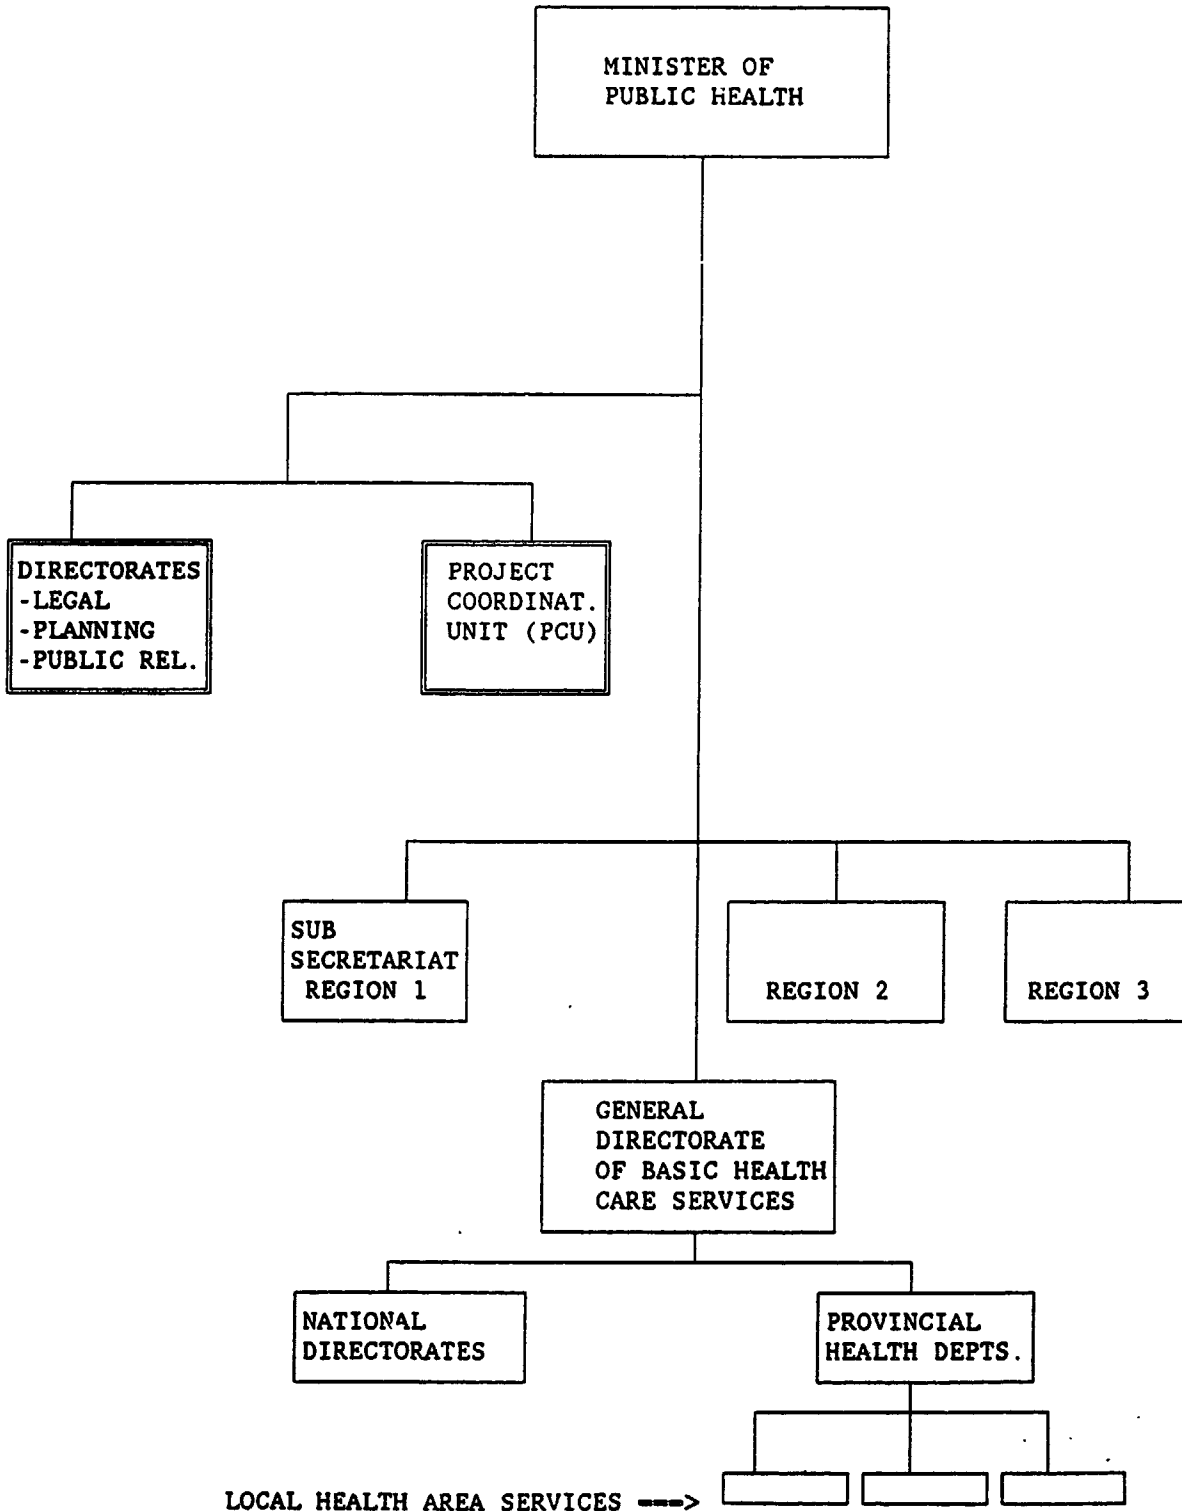 MINISTER OF
PUBLIC HEALTH
DIRECTORATES
-LEGAL
-PLANNING
-PUBLIC REL.
PROJECT
COORDINAT.
UNIT (PCU)
SUB
SECRETARIAT
REGION 1
REGION 2
REGION 3
GENERAL
DIRECTORATE
OF BASIC HEALTH
CARE SERVICES
NATIONAL
DIRECTORATES
PROVINCIAL
HEALTH DEPTS.
LOCAL HEALTH AREA SERVICES ===>